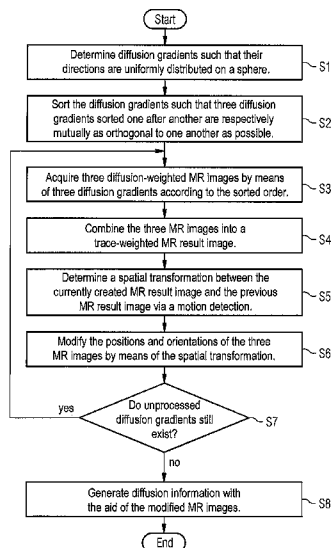 Start
Determine diffusion gradients such that their
directions are uniformly distributed on a sphere.
S1
Sort the diffusion gradients such that three diffusion
gradients sorted one after another are respectively
mutually as orthogonal to one another as possible.
S2
Acquire three diffusion-weighted MR images by means
of three diffusion gradients according to the sorted order.
S3
Combine the three MR images into a
trace-weighted MR result image.
S4
Determine a spatial transformation between the
currently created MR result image and the previous
MR result image via a motion detection.
S5
Modify the positions and orientations of the three
MR images by means of the spatial transformation.
S6
yes
Do unprocessed
diffusion gradients still
exist?
S7
no
Generate diffusion information with
the aid of the modified MR images.
S8
End